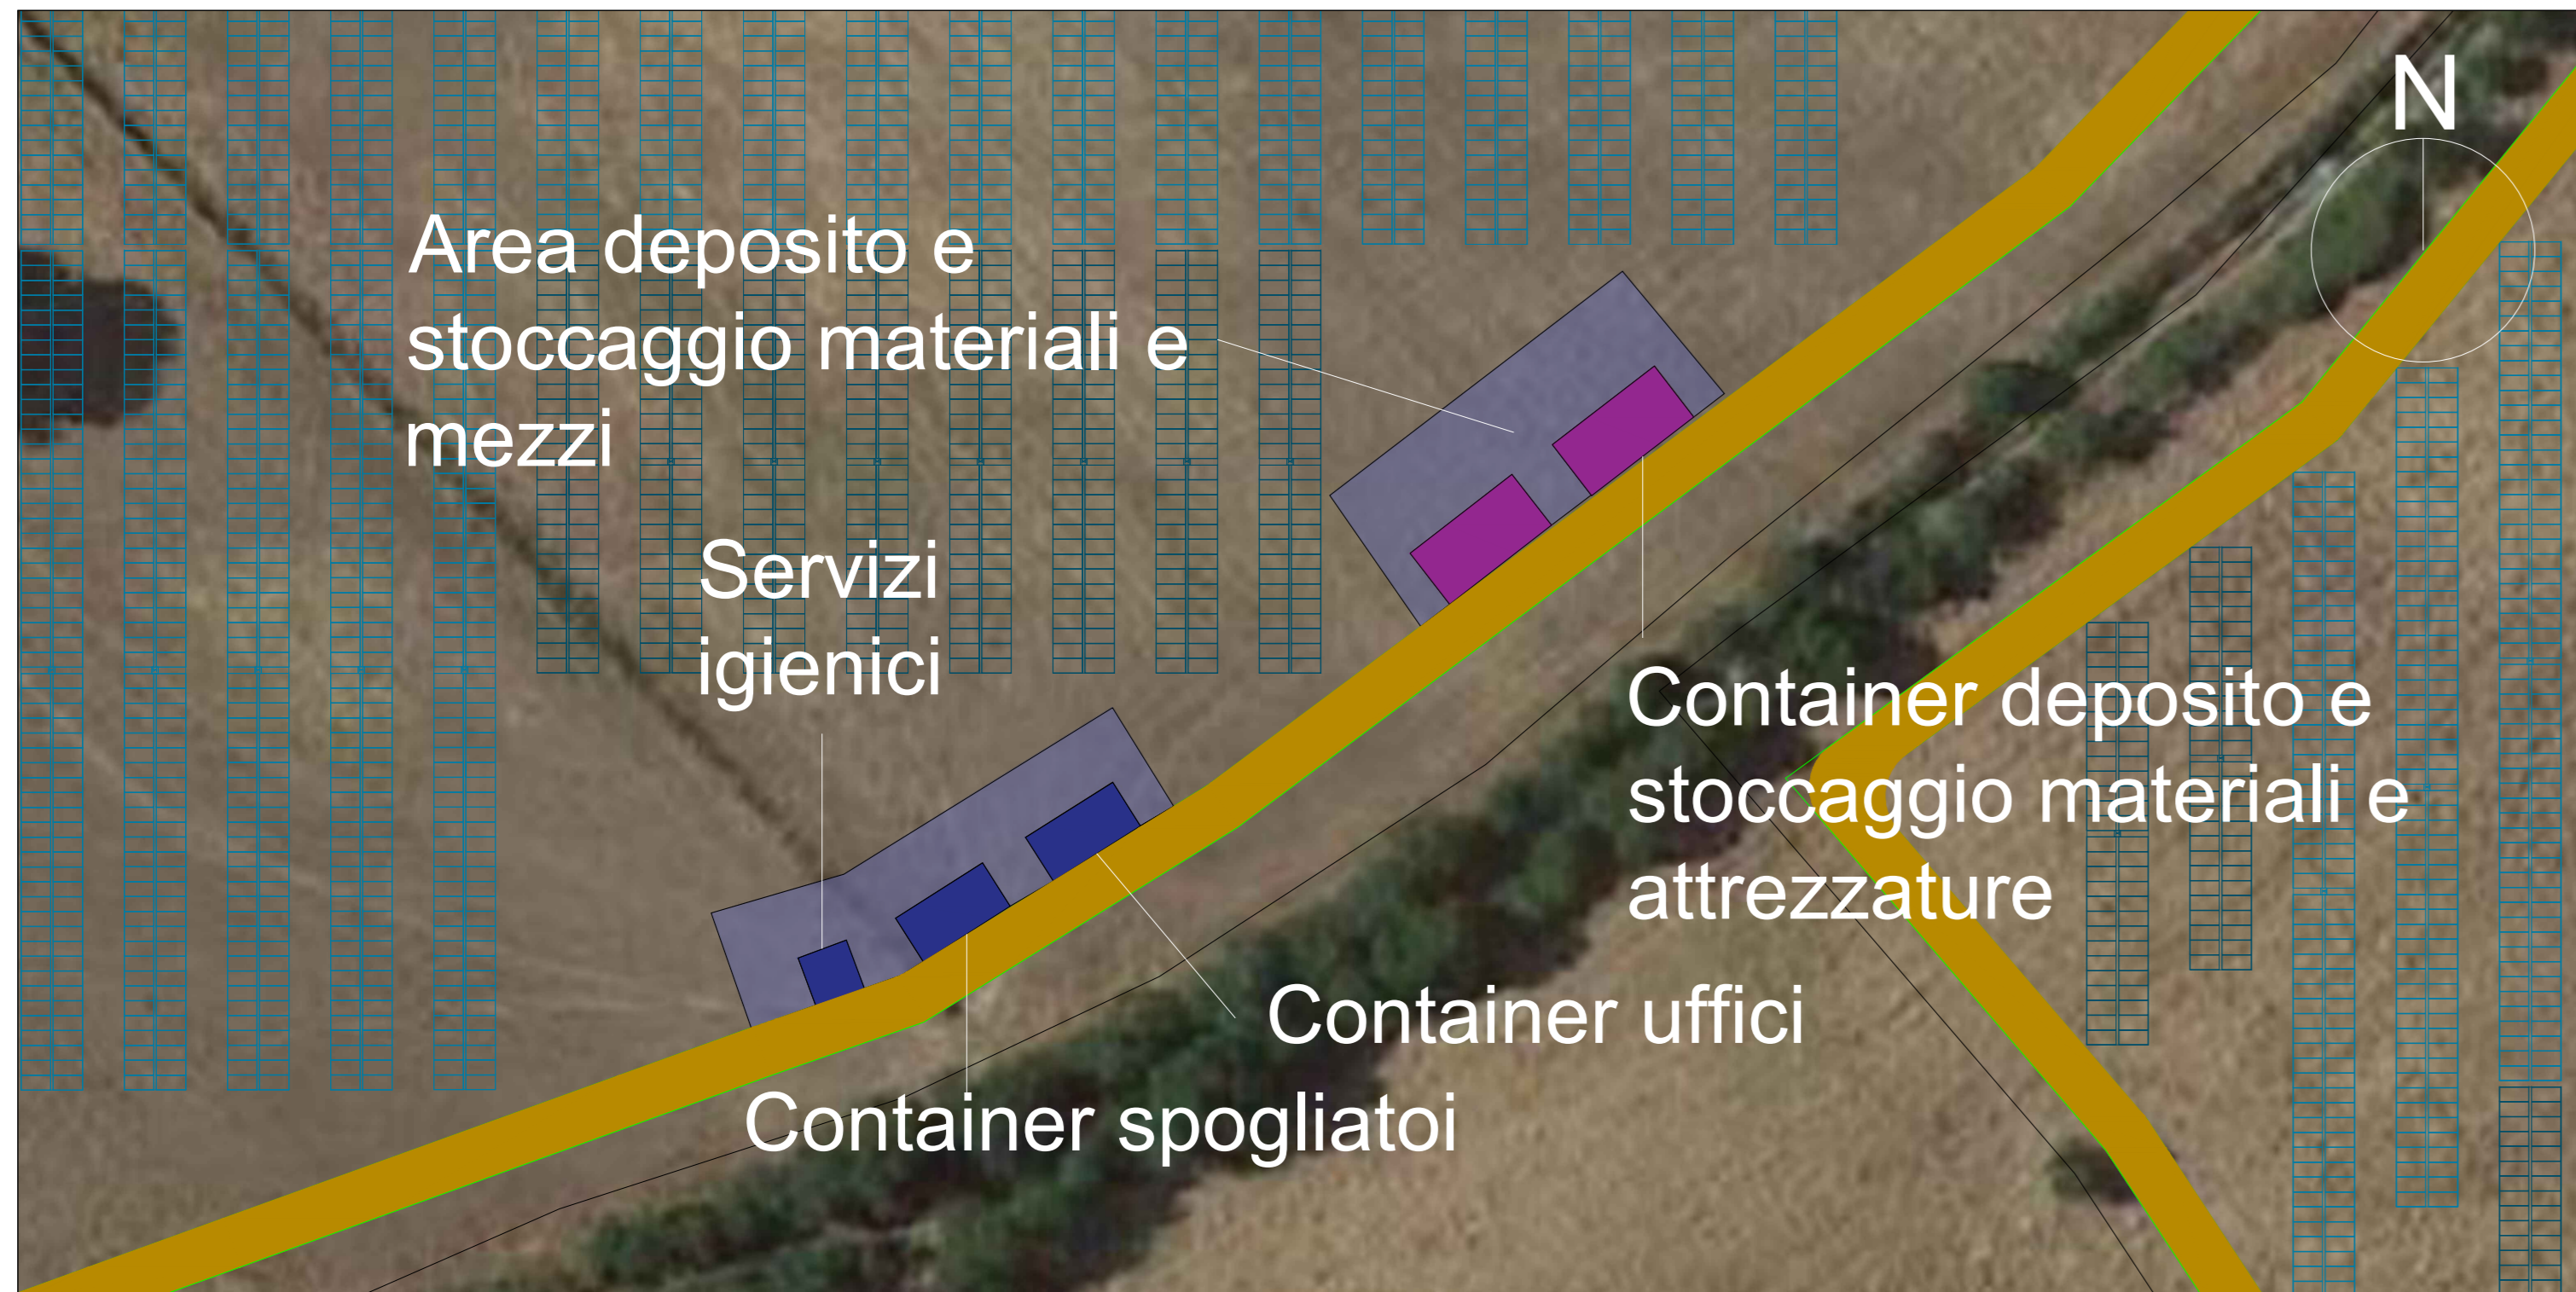 N
Area deposito e
stoccaggio materiali e
mezzi
Servizi
igienici
Container deposito e
stoccaggio materiali e
attrezzature
Container uffici
Container spogliatoi